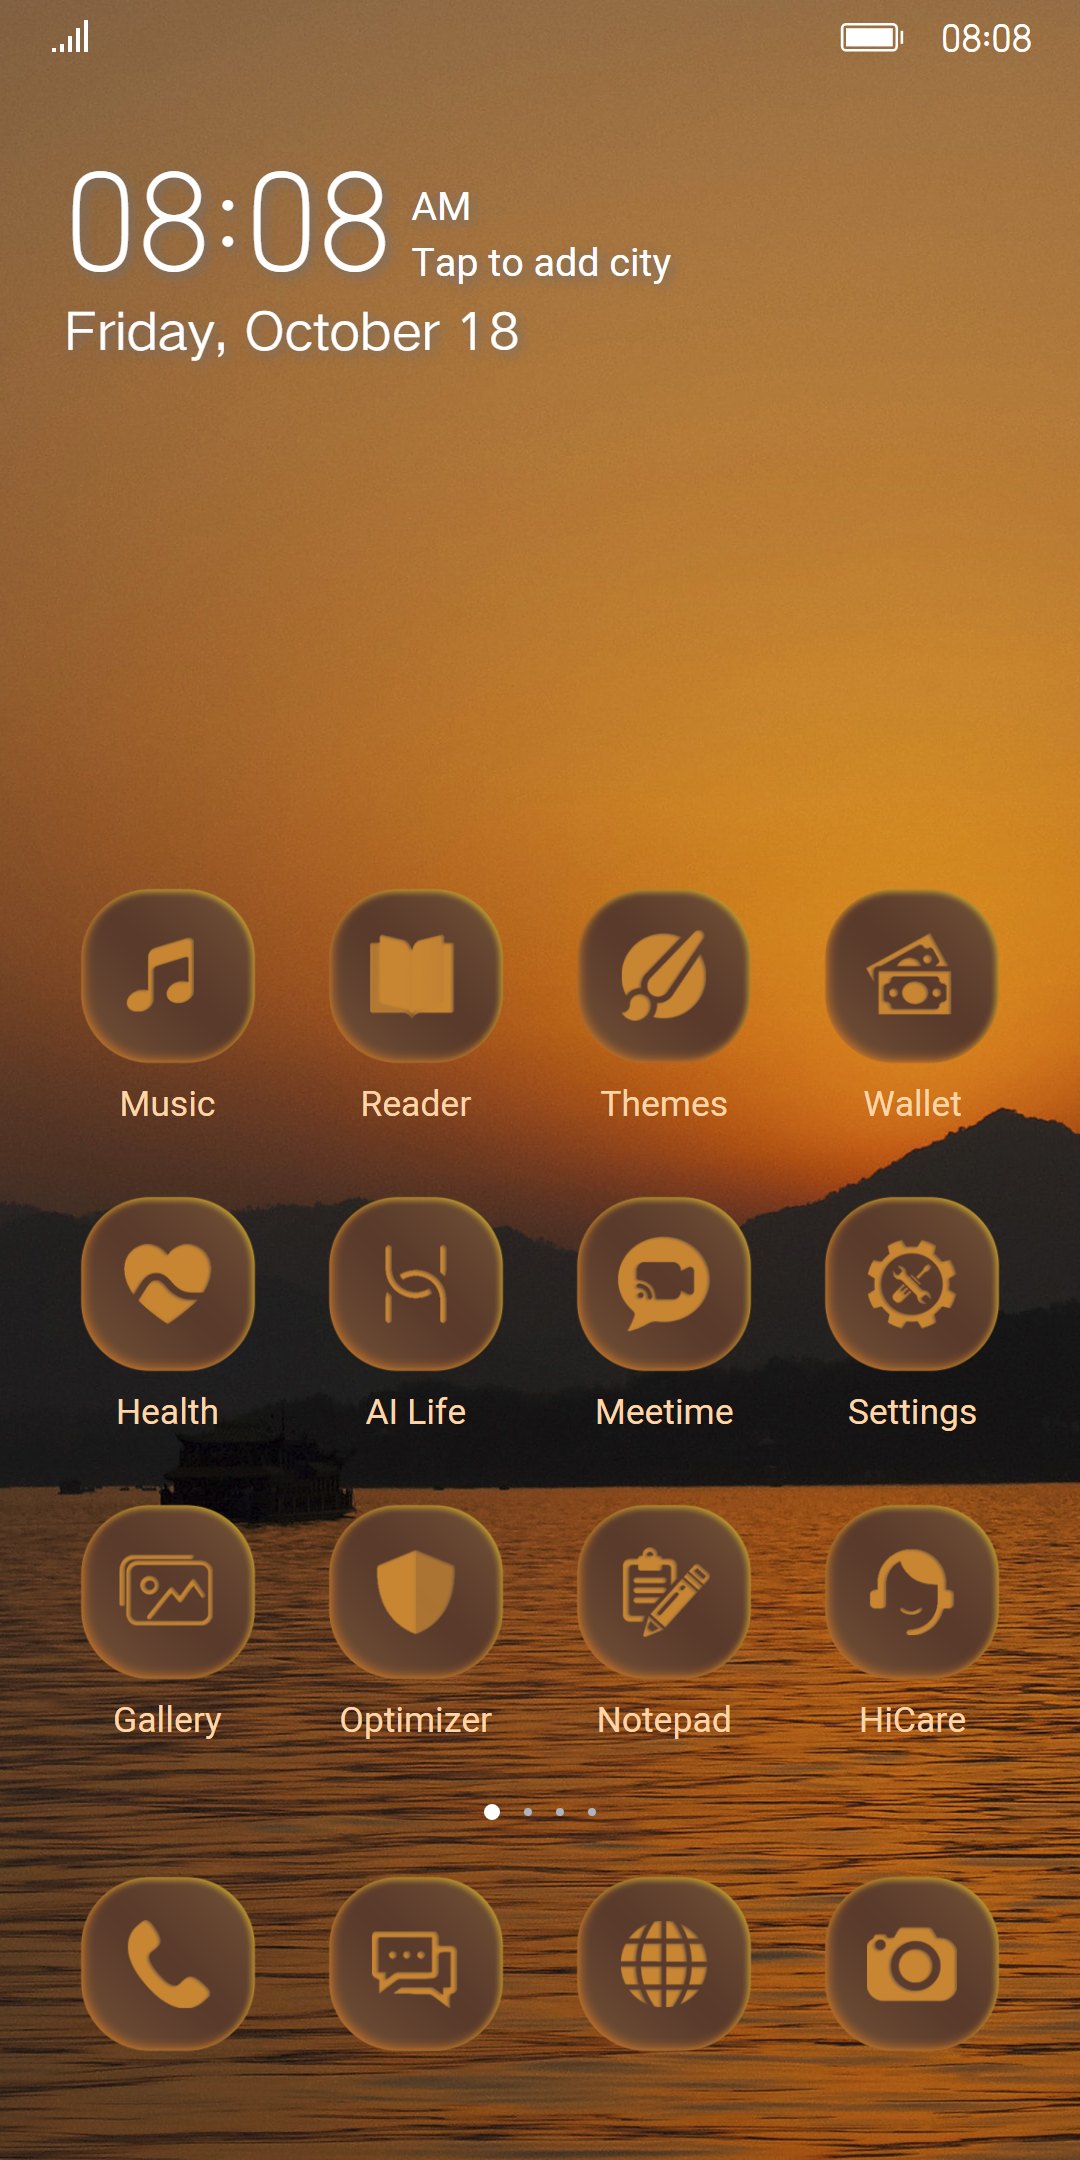 08:08
08:08 AM
Tap to add city
Friday, October 18
Music Reader Themes Wallet
Health AI Life Meetime Settings
Gallery Optimizer Notepad HiCare